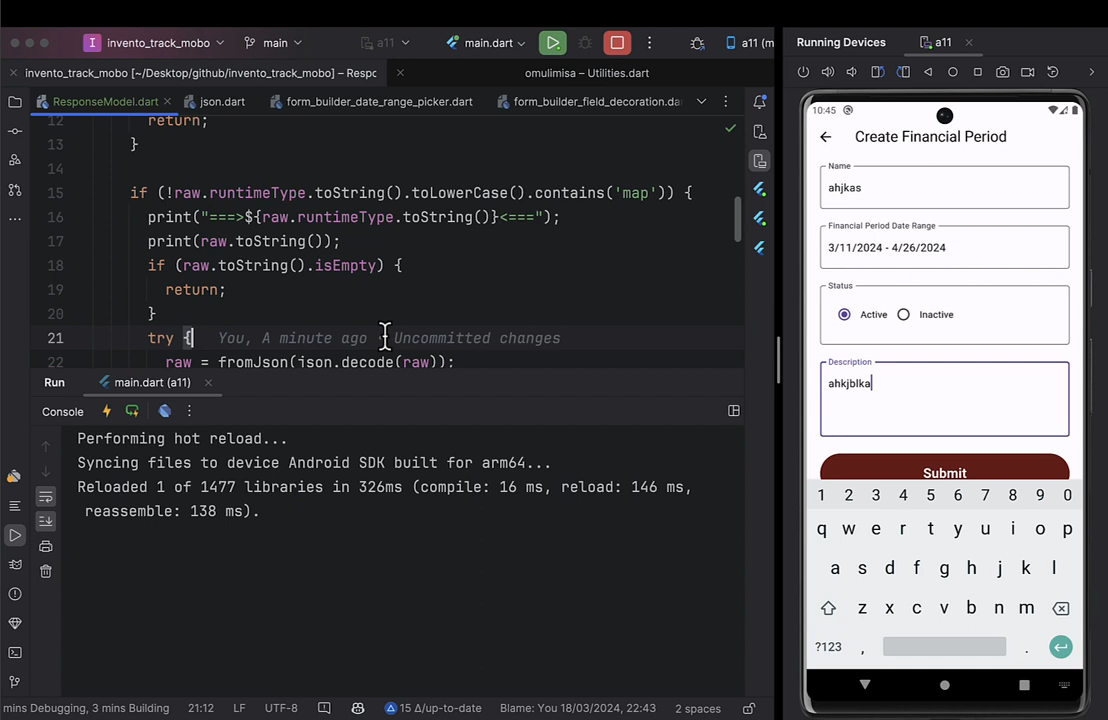 invento_track_mobo
main
a11
main.dart
a11 (m
invento_track_mobo [~/Desktop/github/invento_track_mobo] – Respc
omulimisa – Utilities.dart
ResponseModel.dart
json.dart
form_builder_date_range_picker.dart
form_builder_field_decoration.da
12 return;
13 }
14
15 if (!raw.runtimeType.toString().toLowerCase().contains('map')) {
16 print("===>${raw.runtimeType.toString()}<===");
17 print(raw.toString());
18 if (raw.toString().isEmpty) {
19 return;
20 }
21 try { You, A minute ago • Uncommitted changes
22 raw = fromJson(json.decode(raw));
Run
main.dart (a11)
Console
Performing hot reload...
Syncing files to device Android SDK built for arm64...
Reloaded 1 of 1477 libraries in 326ms (compile: 16 ms, reload: 146 ms,
reassemble: 138 ms).
mins Debugging, 3 mins Building
21:12
LF
UTF-8
15 Δ/up-to-date
Blame: You 18/03/2024, 22:43
2 spaces
Running Devices
a11
10:45
Create Financial Period
Name
ahjkas
Financial Period Date Range
3/11/2024 - 4/26/2024
Status
Active
Inactive
Description
ahkjblka
Submit
1 2 3 4 5 6 7 8 9 0
q w e r t y u i o p
a s d f g h j k l
z x c v b n m
?123 , .